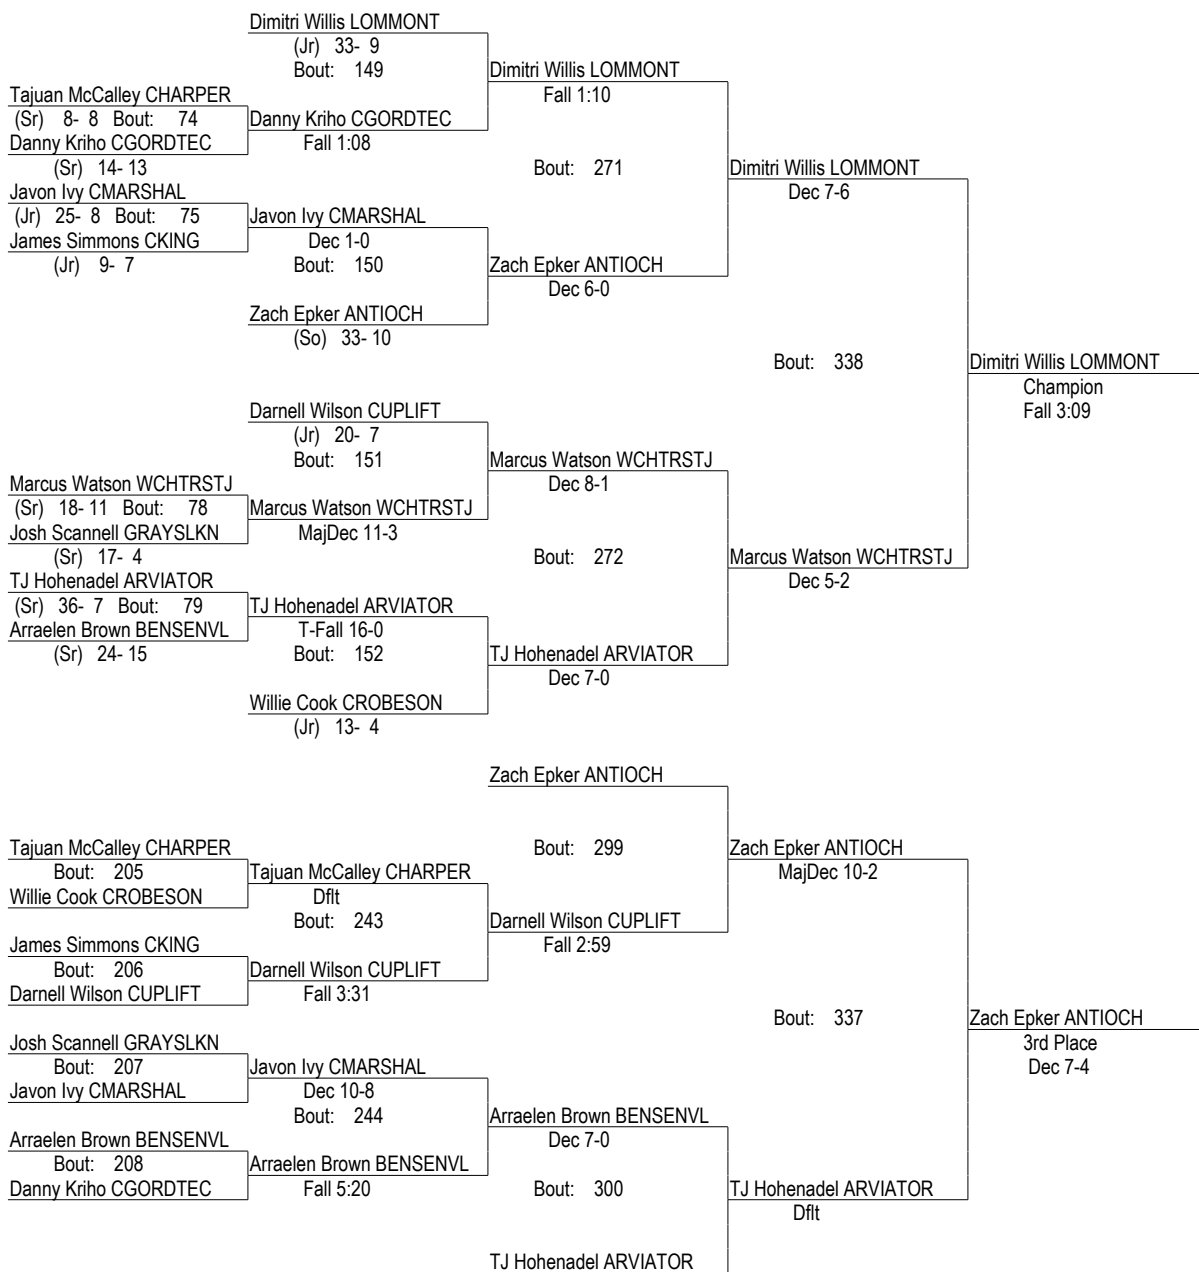 Dimitri Willis LOMMONT
(Jr) 33- 9
Bout: 149
Dimitri Willis LOMMONT
Fall 1:10
Tajuan McCalley CHARPER
(Sr) 8- 8 Bout: 74
Danny Kriho CGORDTEC
Danny Kriho CGORDTEC
Fall 1:08
(Sr) 14- 13
Bout: 271
Dimitri Willis LOMMONT
Dec 7-6
Javon Ivy CMARSHAL
(Jr) 25- 8 Bout: 75
Javon Ivy CMARSHAL
James Simmons CKING
Dec 1-0
(Jr) 9- 7
Bout: 150
Zach Epker ANTIOCH
Dec 6-0
Zach Epker ANTIOCH
(So) 33- 10
Bout: 338
Dimitri Willis LOMMONT
Champion
Fall 3:09
Darnell Wilson CUPLIFT
(Jr) 20- 7
Bout: 151
Marcus Watson WCHTRSTJ
Dec 8-1
Marcus Watson WCHTRSTJ
(Sr) 18- 11 Bout: 78
Marcus Watson WCHTRSTJ
Josh Scannell GRAYSLKN
MajDec 11-3
(Sr) 17- 4
Bout: 272
Marcus Watson WCHTRSTJ
Dec 5-2
TJ Hohenadel ARVIATOR
(Sr) 36- 7 Bout: 79
TJ Hohenadel ARVIATOR
Arraelen Brown BENSENVL
T-Fall 16-0
(Sr) 24- 15
Bout: 152
TJ Hohenadel ARVIATOR
Dec 7-0
Willie Cook CROBESON
(Jr) 13- 4
Zach Epker ANTIOCH
Bout: 299
Zach Epker ANTIOCH
MajDec 10-2
Tajuan McCalley CHARPER
Bout: 205
Tajuan McCalley CHARPER
Willie Cook CROBESON
Dflt
Bout: 243
Darnell Wilson CUPLIFT
Fall 2:59
James Simmons CKING
Bout: 206
Darnell Wilson CUPLIFT
Darnell Wilson CUPLIFT
Fall 3:31
Bout: 337
Zach Epker ANTIOCH
3rd Place
Dec 7-4
Josh Scannell GRAYSLKN
Bout: 207
Javon Ivy CMARSHAL
Javon Ivy CMARSHAL
Dec 10-8
Bout: 244
Arraelen Brown BENSENVL
Dec 7-0
Arraelen Brown BENSENVL
Bout: 208
Arraelen Brown BENSENVL
Danny Kriho CGORDTEC
Fall 5:20
Bout: 300
TJ Hohenadel ARVIATOR
Dflt
TJ Hohenadel ARVIATOR